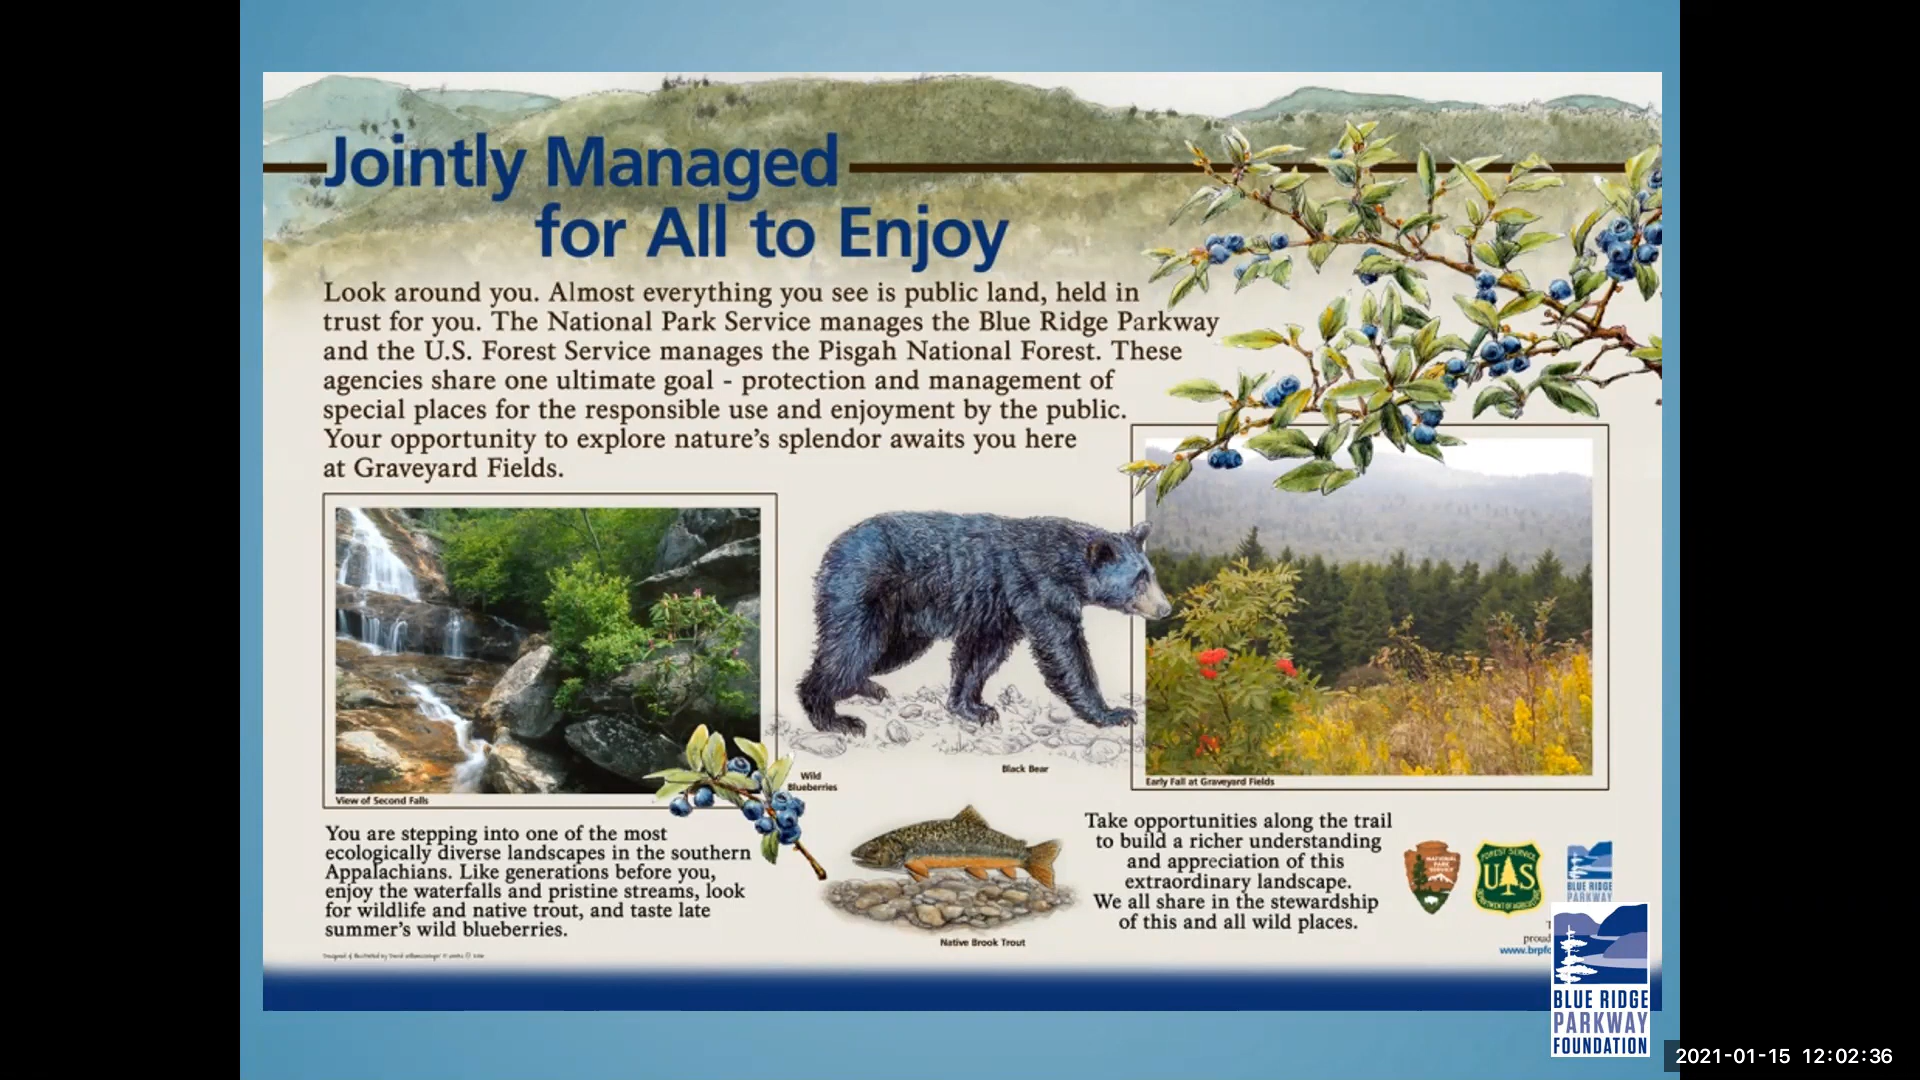 Jointly Managed
for All to Enjoy
Look around you. Almost everything you see is public land, held in
trust for you. The National Park Service manages the Blue Ridge Parkway
and the U.S. Forest Service manages the Pisgah National Forest. These
agencies share one ultimate goal - protection and management of
special places for the responsible use and enjoyment by the public.
Your opportunity to explore nature's splendor awaits you here
at Graveyard Fields.
View of Second Falls
Wild
Blueberries
Black Bear
Early Fall at Graveyard Fields
You are stepping into one of the most
ecologically diverse landscapes in the southern
Appalachians. Like generations before you,
enjoy the waterfalls and pristine streams, look
for wildlife and native trout, and taste late
summer's wild blueberries.
Native Brook Trout
Take opportunities along the trail
to build a richer understanding
and appreciation of this
extraordinary landscape.
We all share in the stewardship
of this and all wild places.
NATIONAL
PARK
SERVICE
FOREST SERVICE
UAS
DEPARTMENT OF AGRICULTURE
BLUE RIDGE
PARKWAY
BLUE RIDGE
PARKWAY
FOUNDATION
2021-01-15 12:02:36